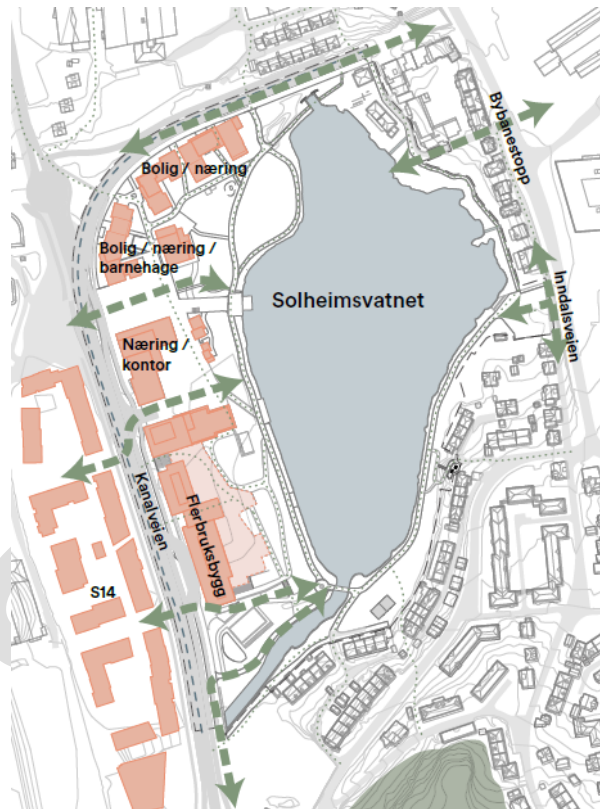 Bolig / næring
Bybanestopp
Bolig / næring /
barnehage
Solheimsvatnet
Inndalsveien
Næring /
kontor
Kanalveien
Flerbruksbygg
S14